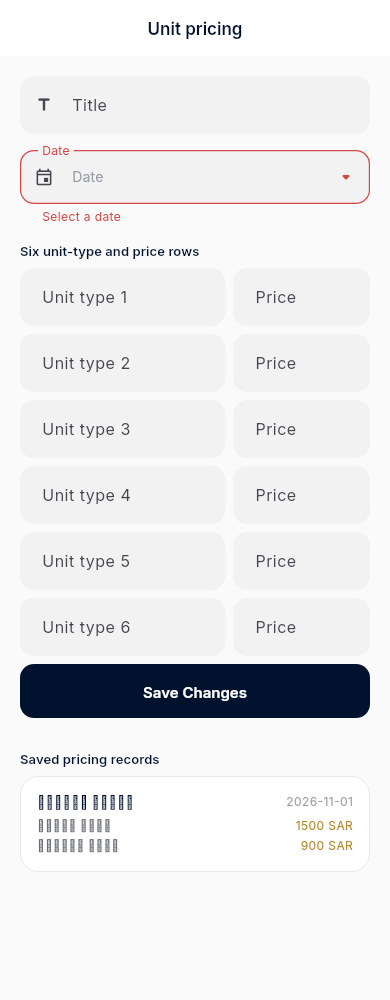 Unit pricing
Title
Date
Date
Select a date
Six unit-type and price rows
Unit type 1 Price
Unit type 2 Price
Unit type 3 Price
Unit type 4 Price
Unit type 5 Price
Unit type 6 Price
Save Changes
Saved pricing records
2026-11-01
1500 SAR
900 SAR